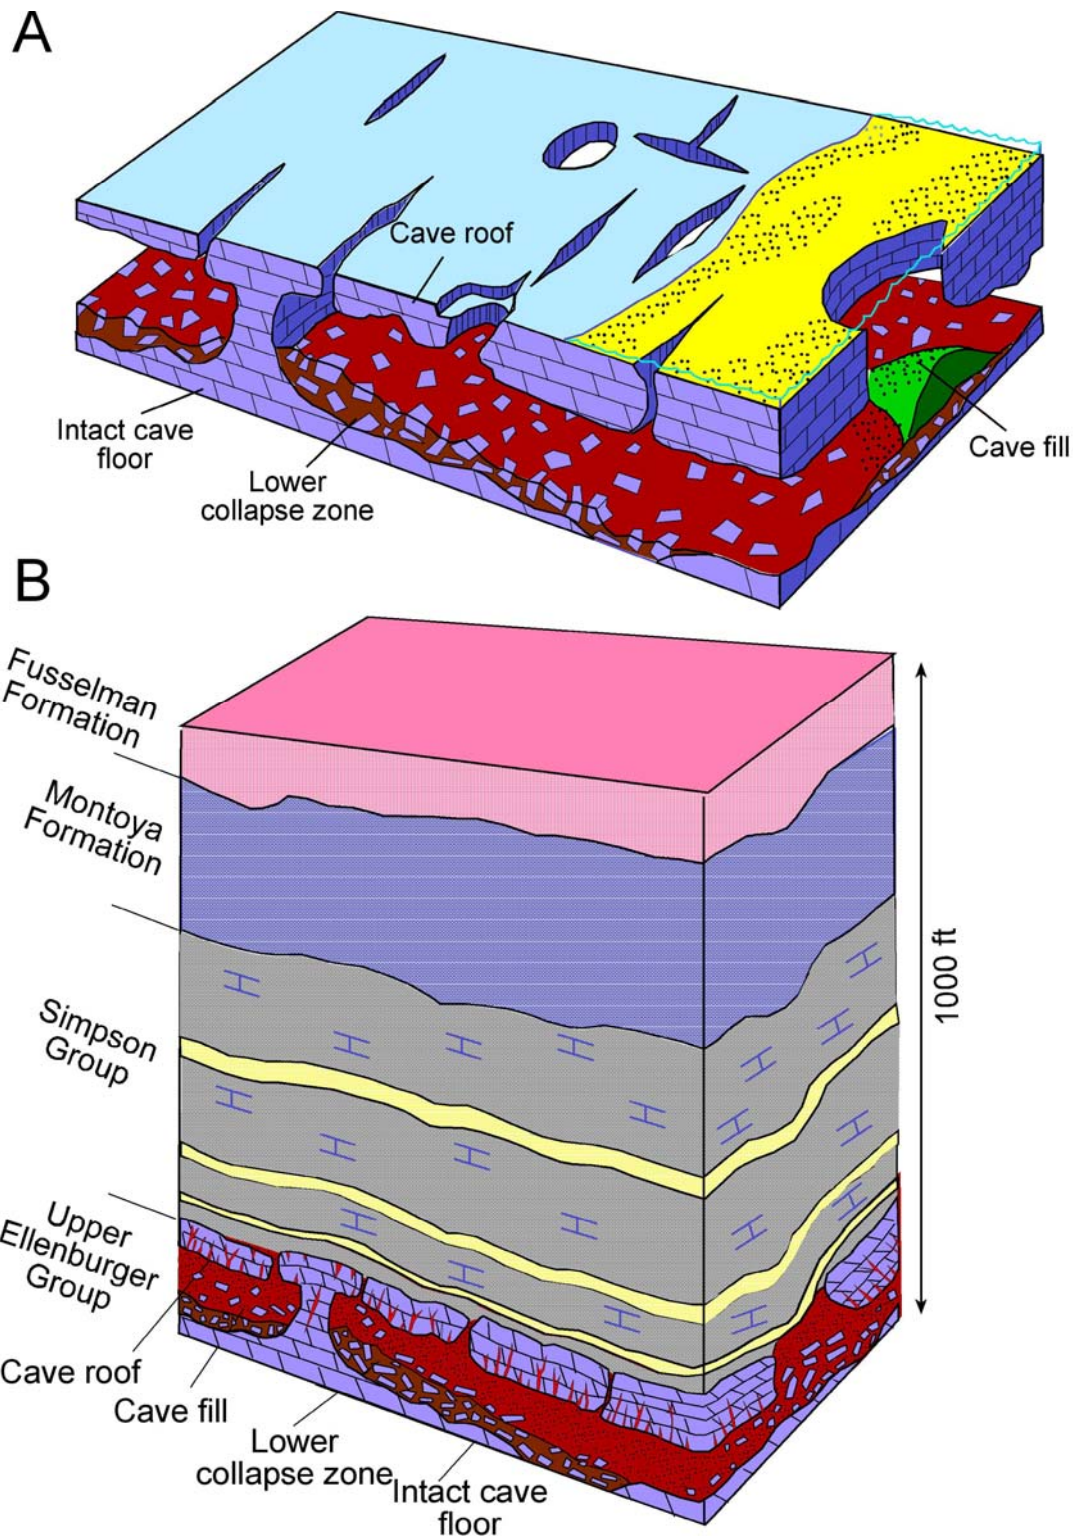 A
Cave roof
Intact cave
floor
Lower
collapse zone
Cave fill
B
Fusselman
Formation
Montoya
Formation
Simpson
Group
Upper
Ellenburger
Group
1000 ft
Cave roof
Cave fill
Lower
collapse zone
Intact cave
floor